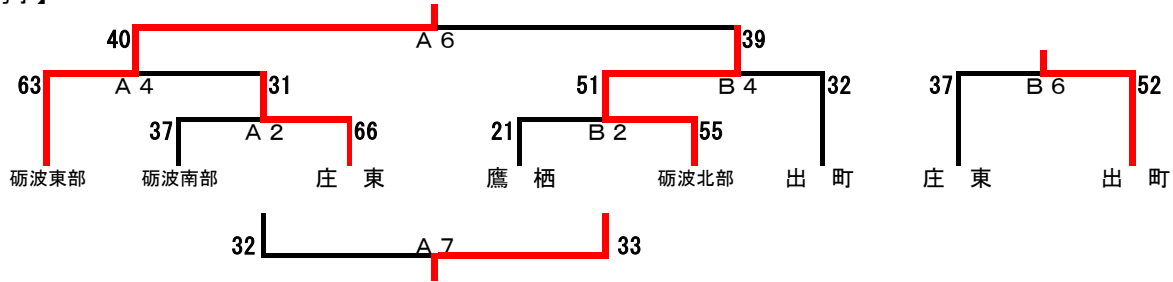 40 A6 39
63 A4 31 51 B4 32 37 B6 52
37 A2 66 21 B2 55
砺波東部 砺波南部 庄 東 鷹 栖 砺波北部 出 町 庄 東 出 町
32 A7 33